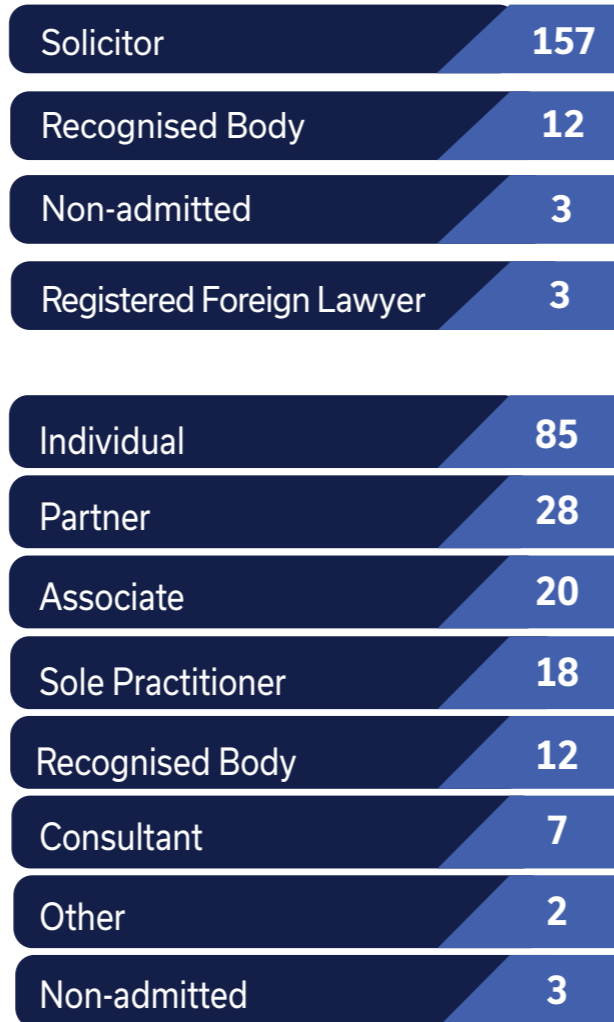 Solicitor 157
Recognised Body 12
Non-admitted 3
Registered Foreign Lawyer 3
Individual 85
Partner 28
Associate 20
Sole Practitioner 18
Recognised Body 12
Consultant 7
Other 2
Non-admitted 3